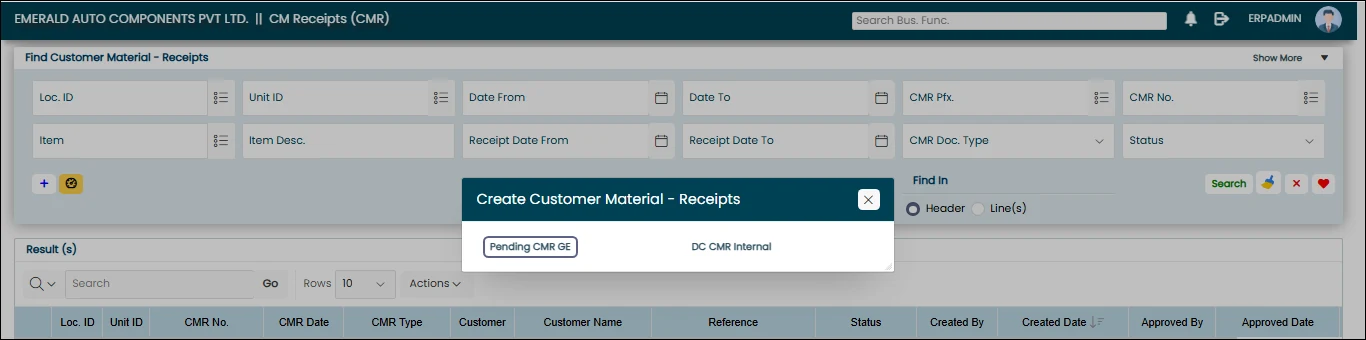 EMERALD AUTO COMPONENTS PVT LTD. || CM Receipts (CMR)
Search Bus. Func.
ERPADMIN
Find Customer Material - Receipts
Show More
Loc. ID
Unit ID
Date From
Date To
CMR Pfx.
CMR No.
Item
Item Desc.
Receipt Date From
Receipt Date To
CMR Doc. Type
Status
+
Find In
Search
Header
Line(s)
Create Customer Material - Receipts
Pending CMR GE
DC CMR Internal
Result (s)
Search
Go
Rows
10
Actions
Loc. ID
Unit ID
CMR No.
CMR Date
CMR Type
Customer
Customer Name
Reference
Status
Created By
Created Date
Approved By
Approved Date